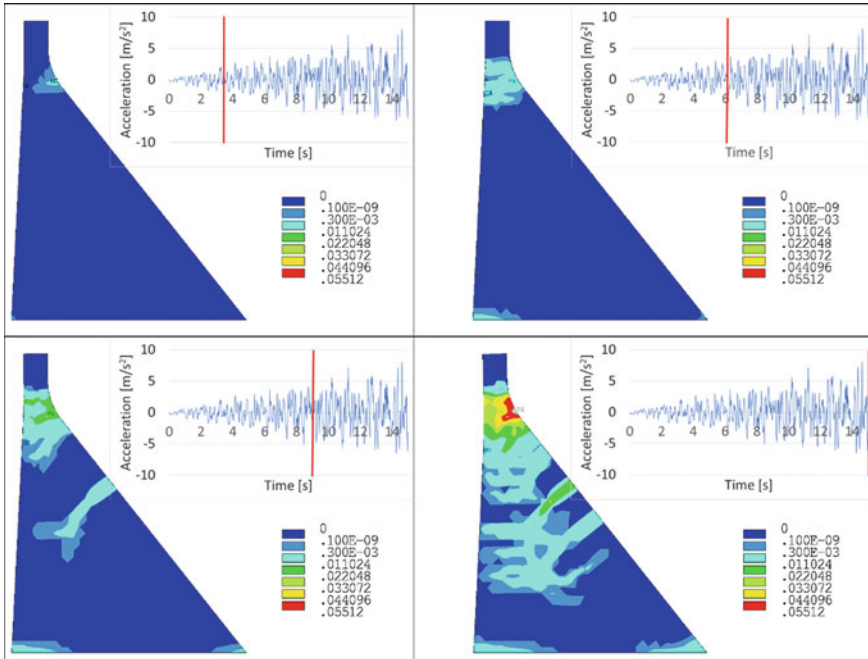 10
5
0
-5
-10
Acceleration [m/s²]
0 2 4 6 8 10 12 14
Time [s]
0
.100E-09
.300E-03
.011024
.022048
.033072
.044096
.05512
10
5
0
-5
-10
Acceleration [m/s²]
0 2 4 6 8 10 12 14
Time [s]
0
.100E-09
.300E-03
.011024
.022048
.033072
.044096
.05512
10
5
0
-5
-10
Acceleration [m/s²]
0 2 4 6 8 10 12 14
Time [s]
0
.100E-09
.300E-03
.011024
.022048
.033072
.044096
.05512
10
5
0
-5
-10
Acceleration [m/s²]
0 2 4 6 8 10 12 14
Time [s]
0
.100E-09
.300E-03
.011024
.022048
.033072
.044096
.05512